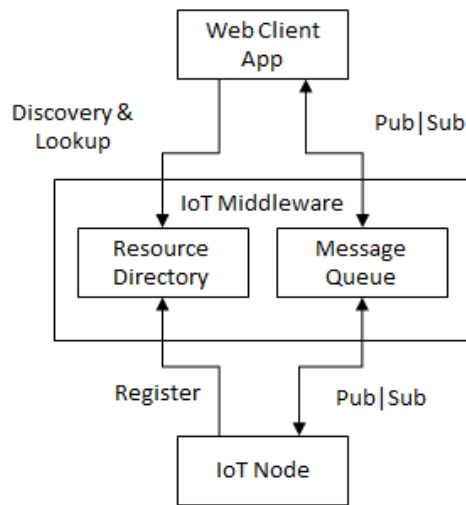 Web Client
App
Discovery &
Lookup
Pub|Sub
IoT Middleware
Resource
Directory
Message
Queue
Register
Pub|Sub
IoT Node